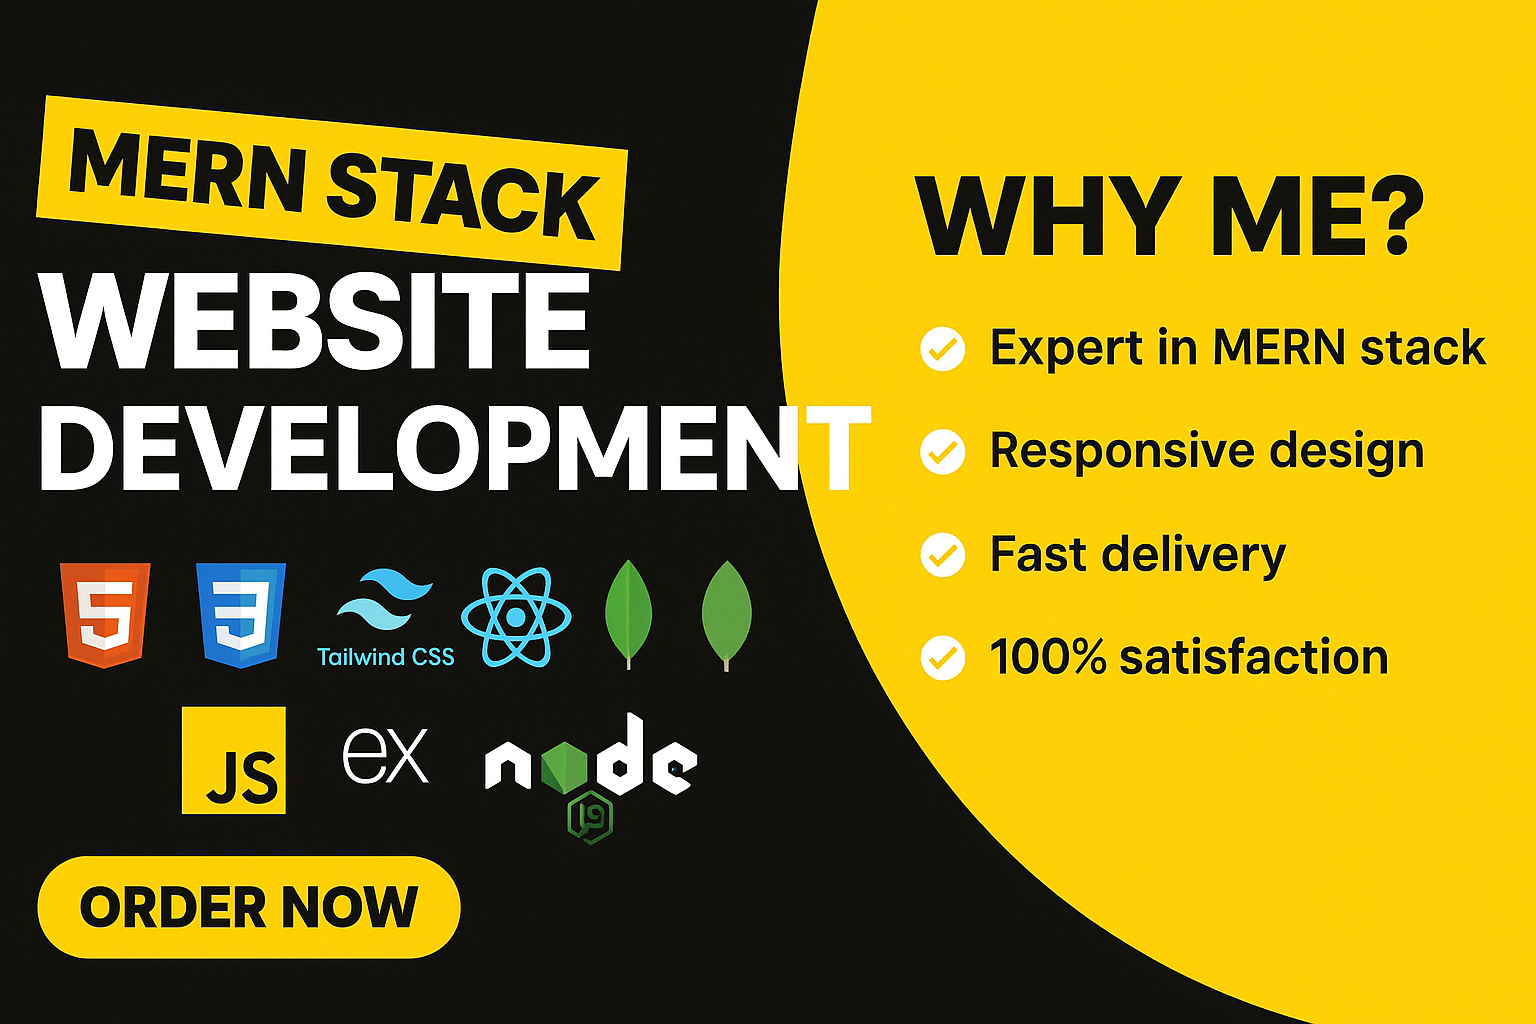 MERN STACK
WEBSITE
DEVELOPMENT
5
3
Tailwind CSS
JS
ex
node
ORDER NOW
WHY ME?
Expert in MERN stack
Responsive design
Fast delivery
100% satisfaction